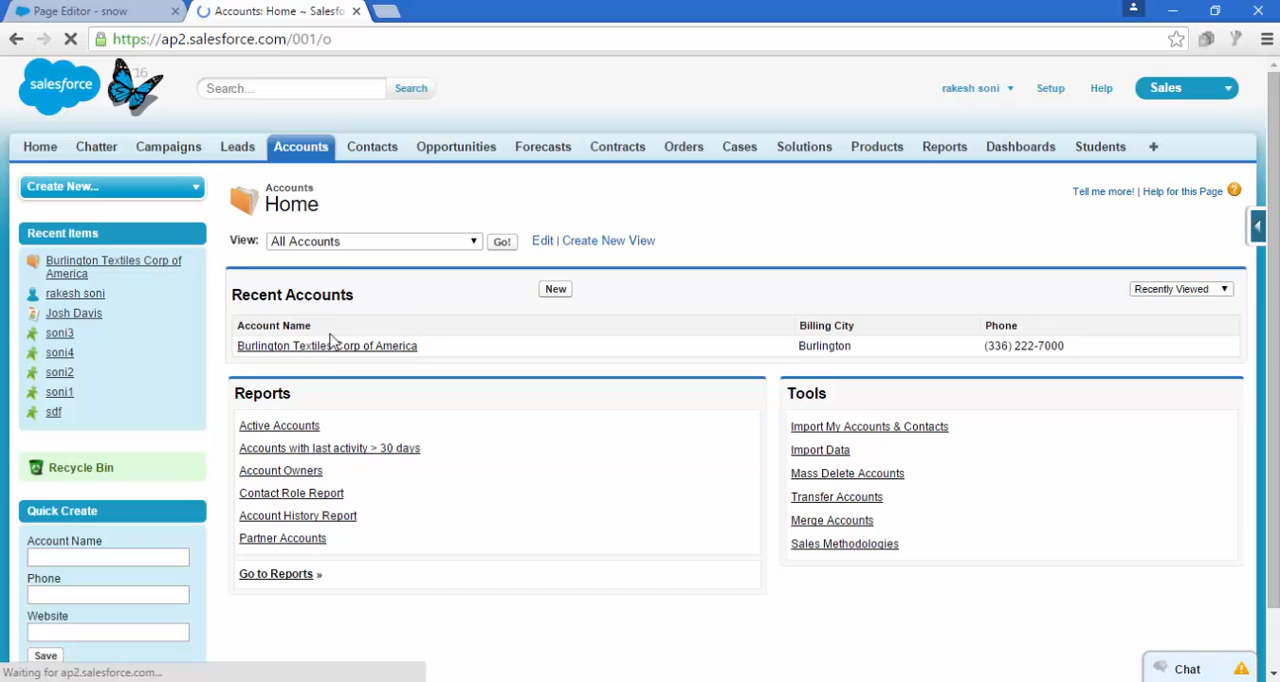 Page Editor - snow
Accounts: Home ~ Salesfo
https://ap2.salesforce.com/001/o
salesforce
'16
Search...
Search
rakesh soni
Setup
Help
Sales
Home Chatter Campaigns Leads Accounts Contacts Opportunities Forecasts Contracts Orders Cases Solutions Products Reports Dashboards Students +
Create New...
Recent Items
Burlington Textiles Corp of
America
rakesh soni
Josh Davis
soni3
soni4
soni2
soni1
sdf
Recycle Bin
Quick Create
Account Name
Phone
Website
Save
Accounts
Home
Tell me more! | Help for this Page
View: All Accounts Go! Edit | Create New View
Recent Accounts New Recently Viewed
Account Name Billing City Phone
Burlington Textiles Corp of America Burlington (336) 222-7000
Reports
Active Accounts
Accounts with last activity > 30 days
Account Owners
Contact Role Report
Account History Report
Partner Accounts
Go to Reports »
Tools
Import My Accounts & Contacts
Import Data
Mass Delete Accounts
Transfer Accounts
Merge Accounts
Sales Methodologies
Waiting for ap2.salesforce.com...
Chat